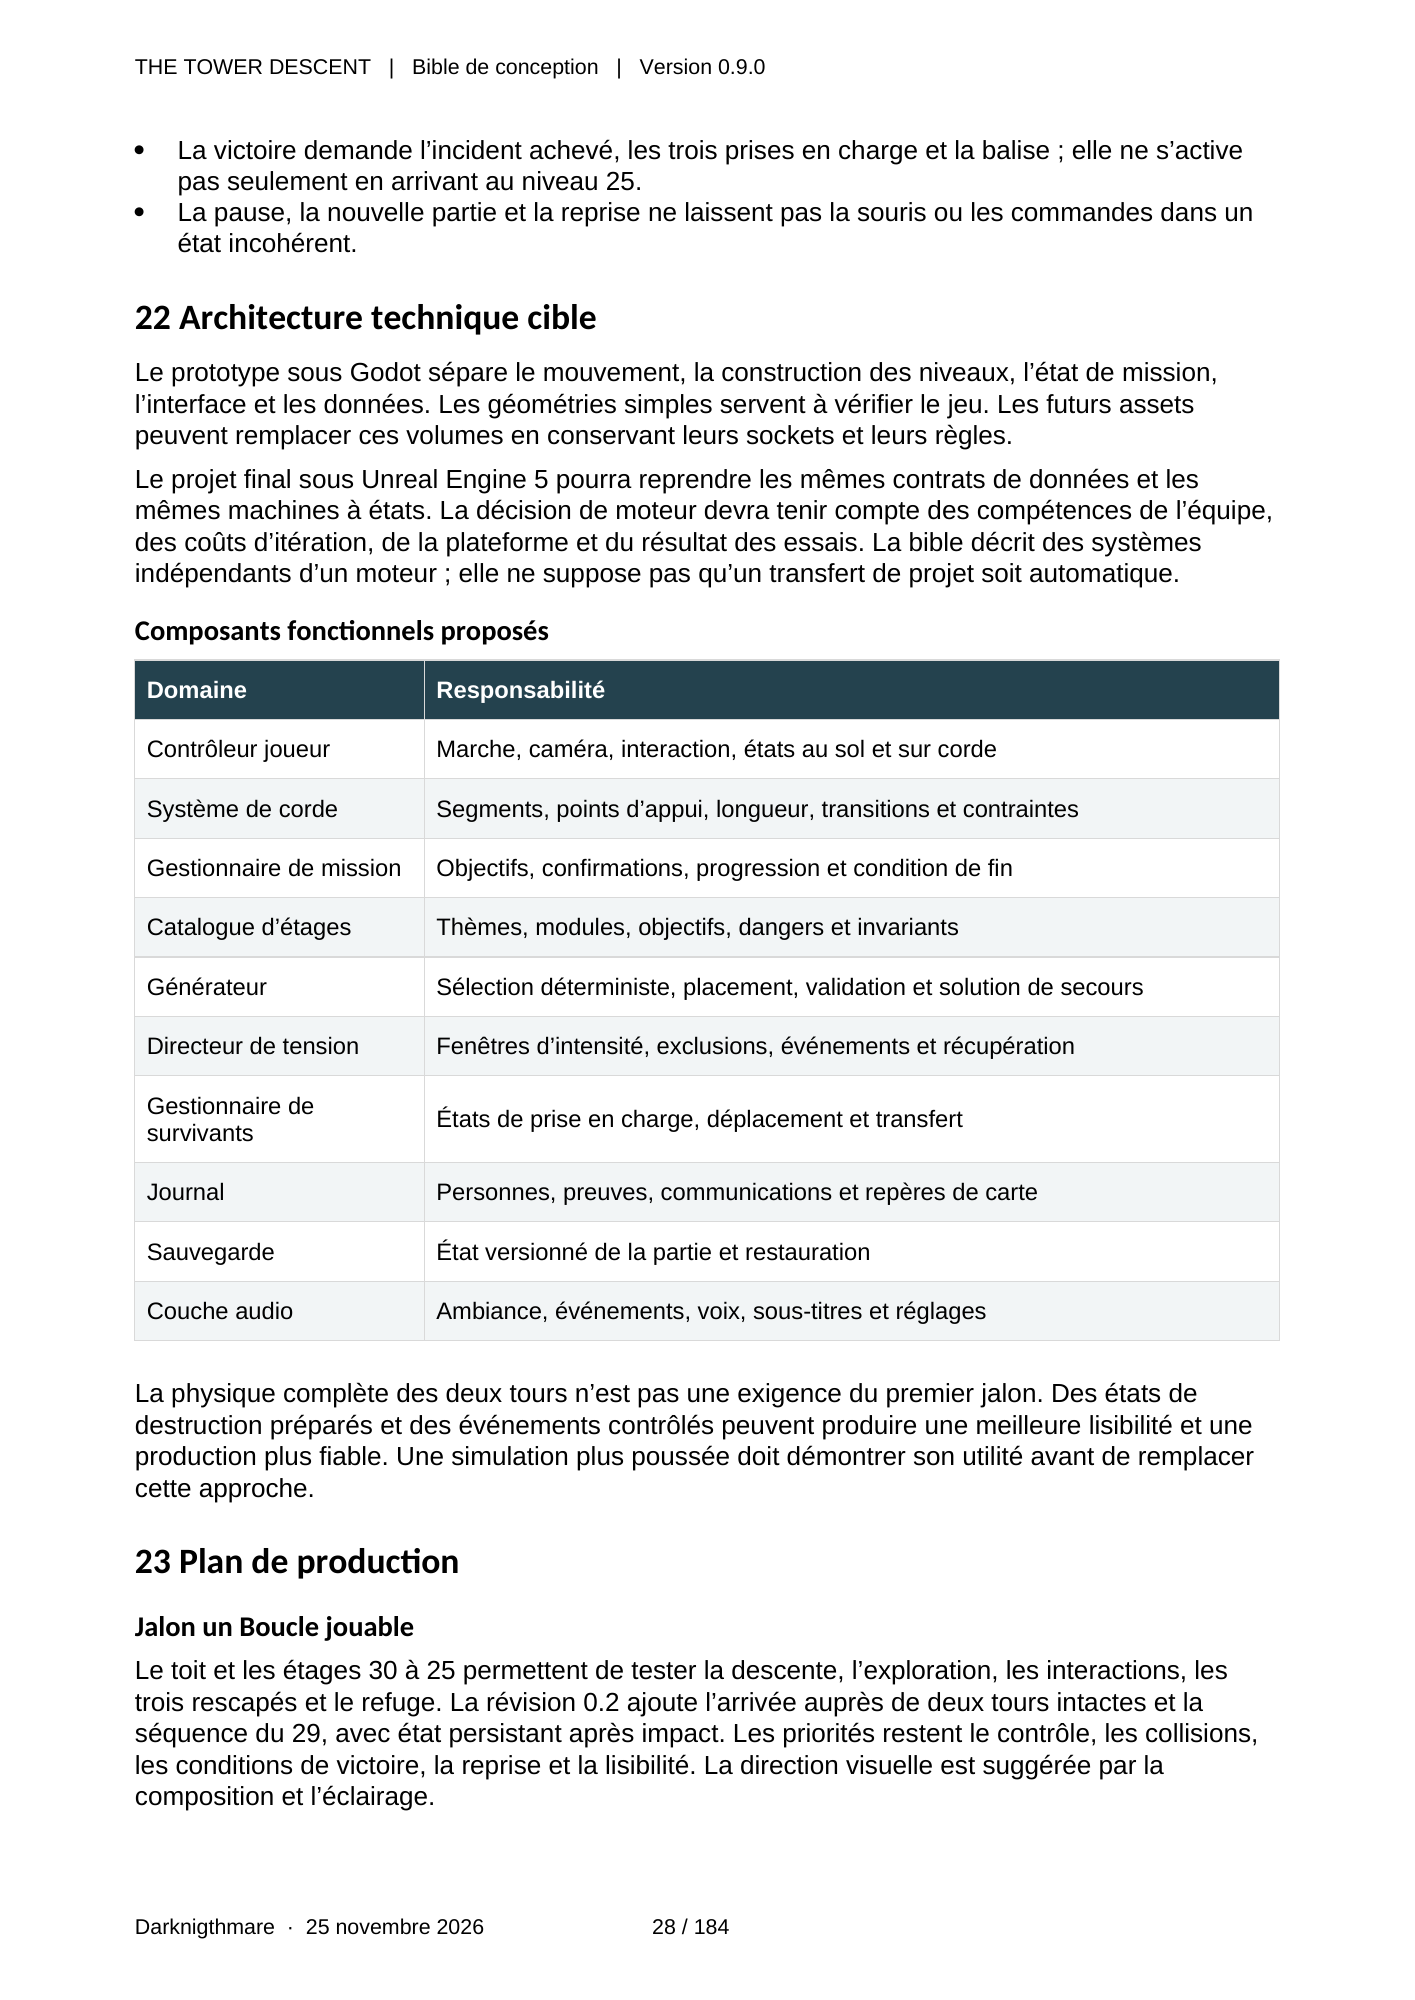 THE TOWER DESCENT | Bible de conception | Version 0.9.0
• La victoire demande l’incident achevé, les trois prises en charge et la balise ; elle ne s’active
pas seulement en arrivant au niveau 25.
• La pause, la nouvelle partie et la reprise ne laissent pas la souris ou les commandes dans un
état incohérent.
22 Architecture technique cible
Le prototype sous Godot sépare le mouvement, la construction des niveaux, l’état de mission,
l’interface et les données. Les géométries simples servent à vérifier le jeu. Les futurs assets
peuvent remplacer ces volumes en conservant leurs sockets et leurs règles.
Le projet final sous Unreal Engine 5 pourra reprendre les mêmes contrats de données et les
mêmes machines à états. La décision de moteur devra tenir compte des compétences de l’équipe,
des coûts d’itération, de la plateforme et du résultat des essais. La bible décrit des systèmes
indépendants d’un moteur ; elle ne suppose pas qu’un transfert de projet soit automatique.
Composants fonctionnels proposés
Domaine Responsabilité
Contrôleur joueur Marche, caméra, interaction, états au sol et sur corde
Système de corde Segments, points d’appui, longueur, transitions et contraintes
Gestionnaire de mission Objectifs, confirmations, progression et condition de fin
Catalogue d’étages Thèmes, modules, objectifs, dangers et invariants
Générateur Sélection déterministe, placement, validation et solution de secours
Directeur de tension Fenêtres d’intensité, exclusions, événements et récupération
Gestionnaire de
survivants États de prise en charge, déplacement et transfert
Journal Personnes, preuves, communications et repères de carte
Sauvegarde État versionné de la partie et restauration
Couche audio Ambiance, événements, voix, sous-titres et réglages
La physique complète des deux tours n’est pas une exigence du premier jalon. Des états de
destruction préparés et des événements contrôlés peuvent produire une meilleure lisibilité et une
production plus fiable. Une simulation plus poussée doit démontrer son utilité avant de remplacer
cette approche.
23 Plan de production
Jalon un Boucle jouable
Le toit et les étages 30 à 25 permettent de tester la descente, l’exploration, les interactions, les
trois rescapés et le refuge. La révision 0.2 ajoute l’arrivée auprès de deux tours intactes et la
séquence du 29, avec état persistant après impact. Les priorités restent le contrôle, les collisions,
les conditions de victoire, la reprise et la lisibilité. La direction visuelle est suggérée par la
composition et l’éclairage.
Darknigthmare · 25 novembre 2026 28 / 184